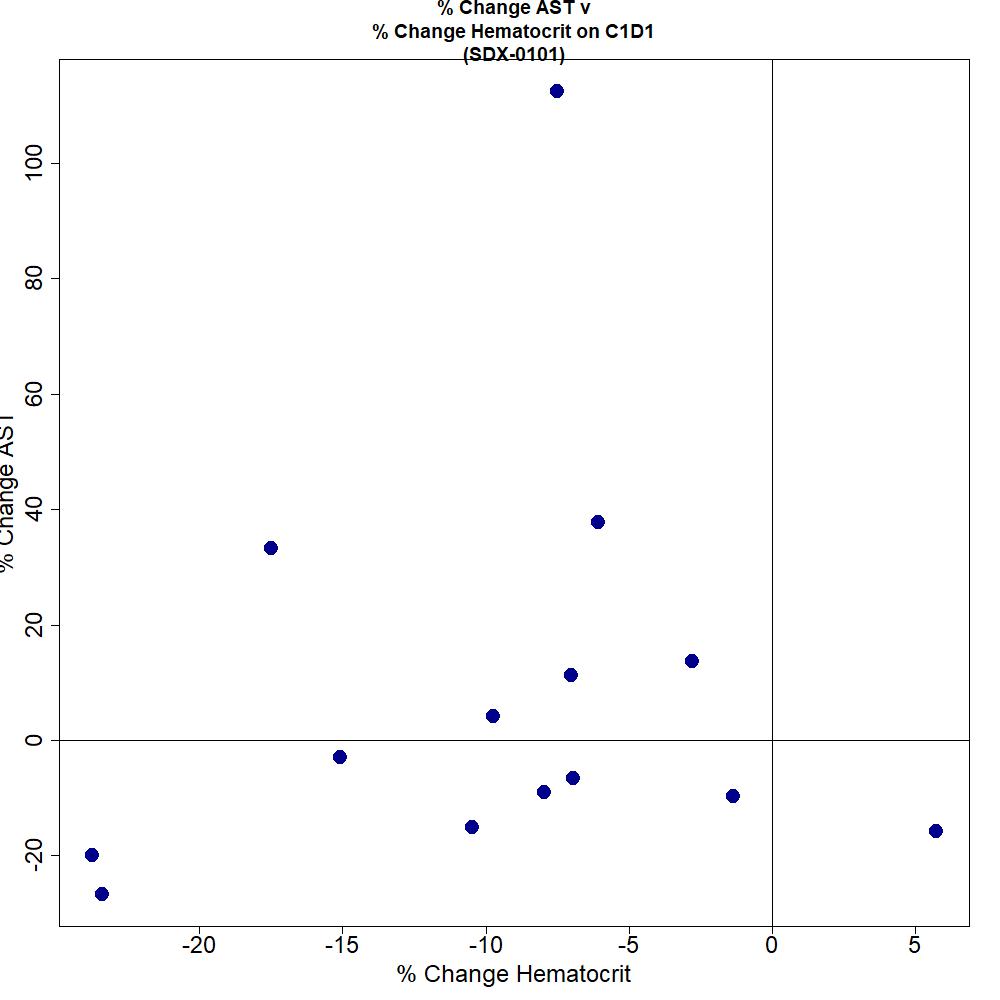 % Change AST v
% Change Hematocrit on C1D1
(SDX-0101)
100
80
60
40
20
0
-20
% Change AST
-20 -15 -10 -5 0 5
% Change Hematocrit